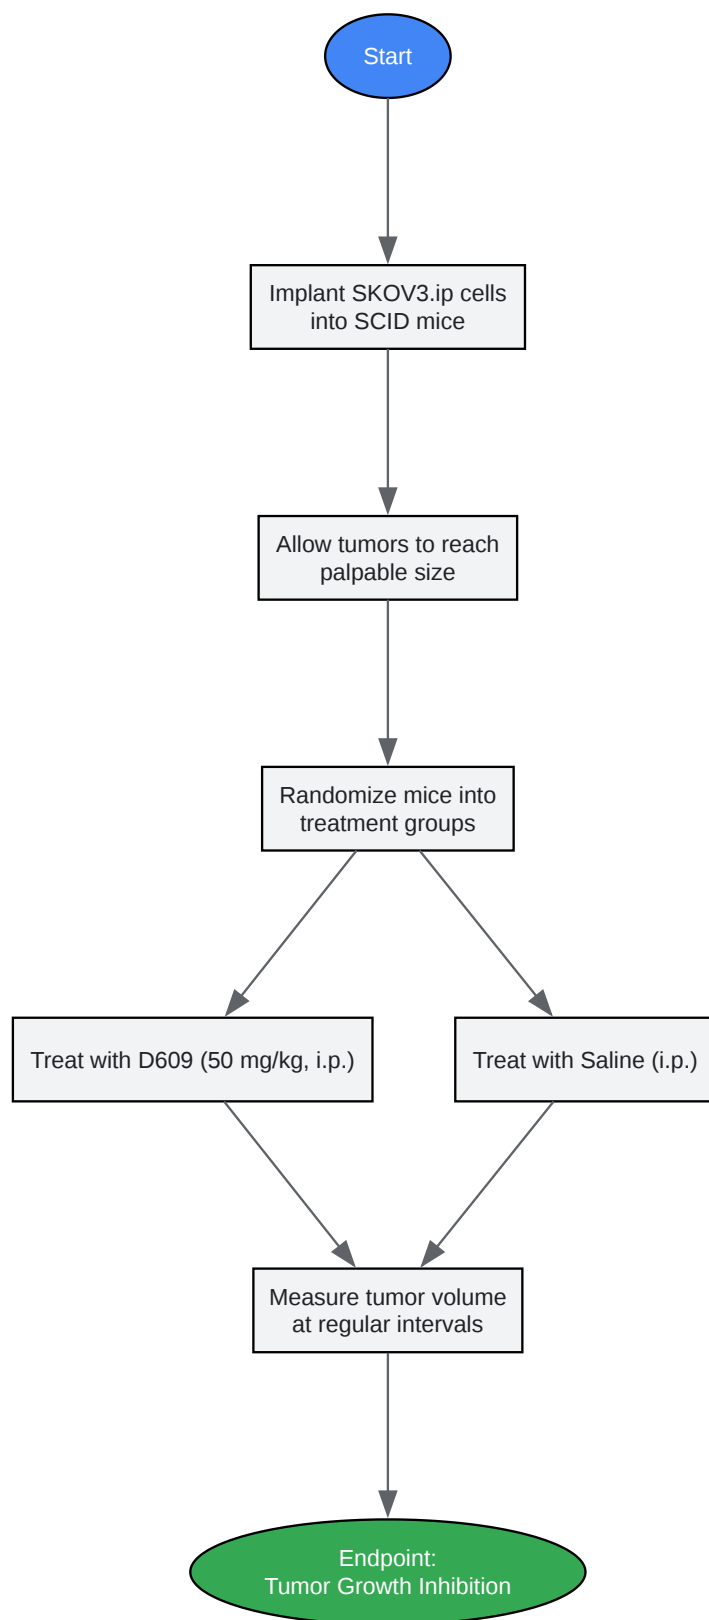 Start
Implant SKOV3.ip cells
into SCID mice
Allow tumors to reach
palpable size
Randomize mice into
treatment groups
Treat with D609 (50 mg/kg, i.p.)
Treat with Saline (i.p.)
Measure tumor volume
at regular intervals
Endpoint:
Tumor Growth Inhibition